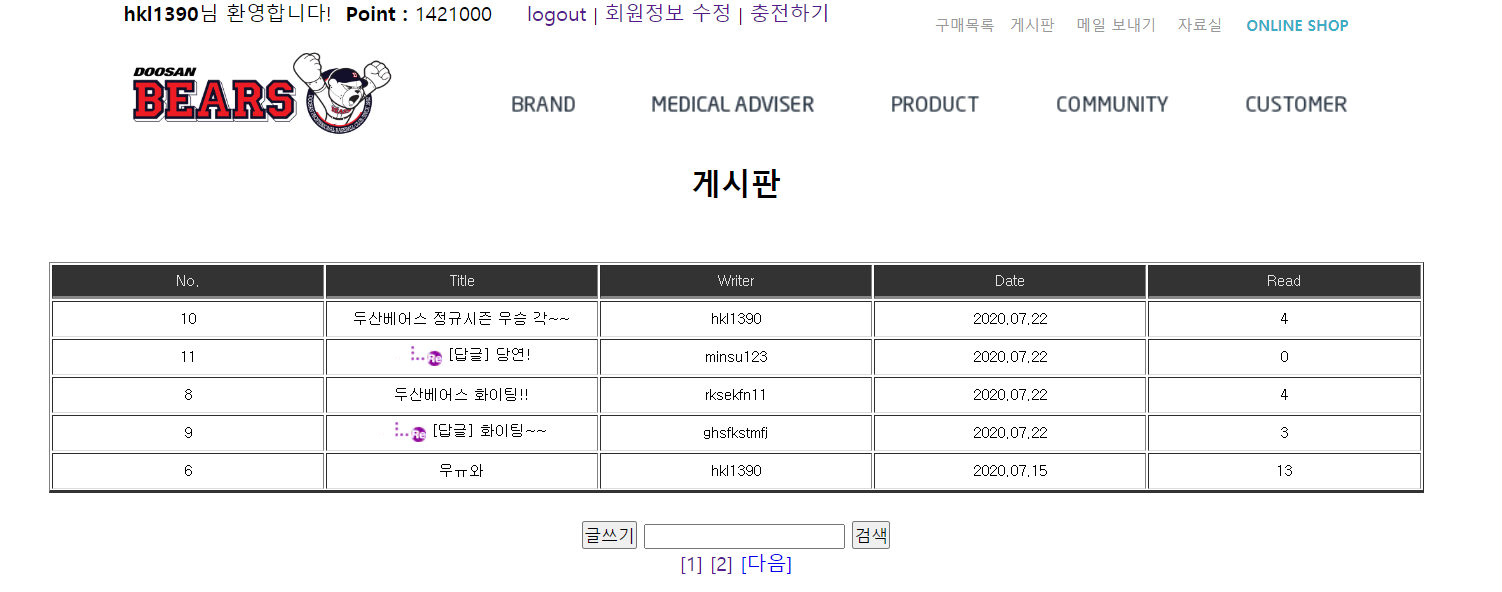 hkl1390님 환영합니다! Point : 1421000 logout | 회원정보 수정 | 충전하기
구매목록 게시판 메일 보내기 자료실 ONLINE SHOP
DOOSAN
BEARS
BRAND MEDICAL ADVISER PRODUCT COMMUNITY CUSTOMER
게시판
No. Title Writer Date Read
10 두산베어스 정규시즌 우승 각~~ hkl1390 2020.07.22 4
11 Re [답글] 당연! minsu123 2020.07.22 0
8 두산베어스 화이팅!! rksekfn11 2020.07.22 4
9 Re [답글] 화이팅~~ ghsfkstmfj 2020.07.22 3
6 우ㅠ와 hkl1390 2020.07.15 13
글쓰기 검색
[1] [2] [다음]